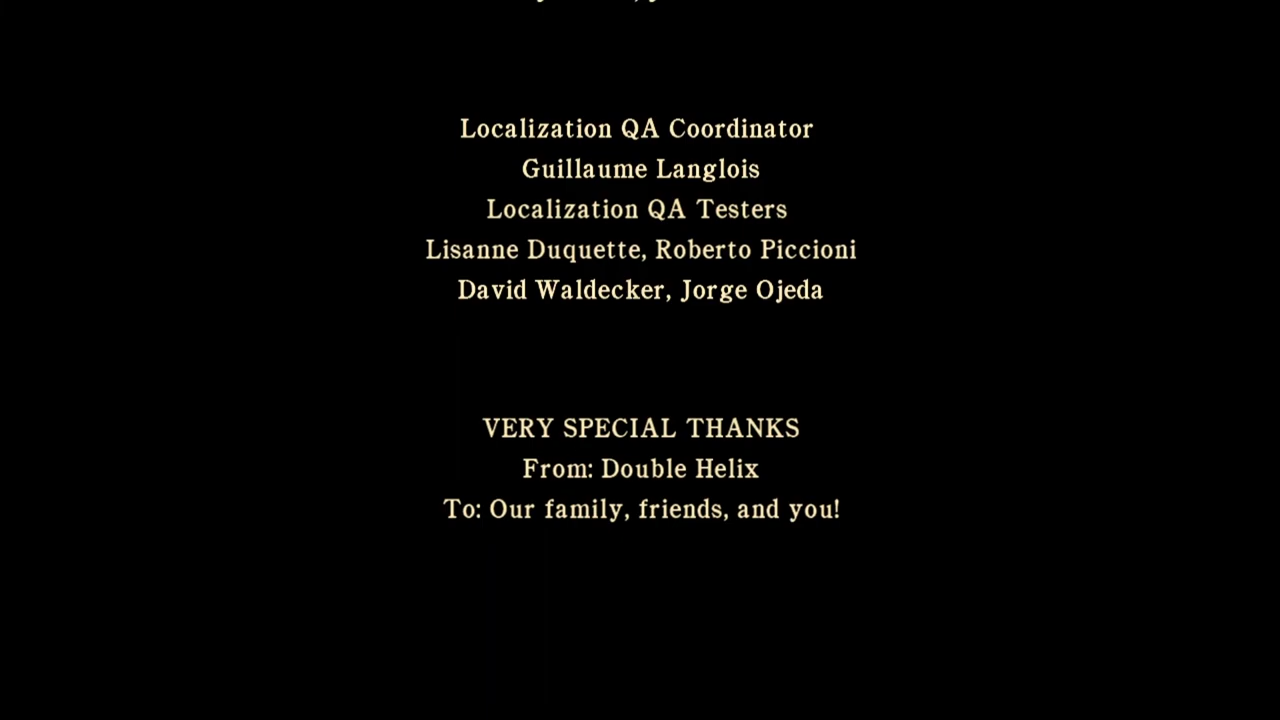 Localization QA Coordinator
Guillaume Langlois
Localization QA Testers
Lisanne Duquette, Roberto Piccioni
David Waldecker, Jorge Ojeda
VERY SPECIAL THANKS
From: Double Helix
To: Our family, friends, and you!